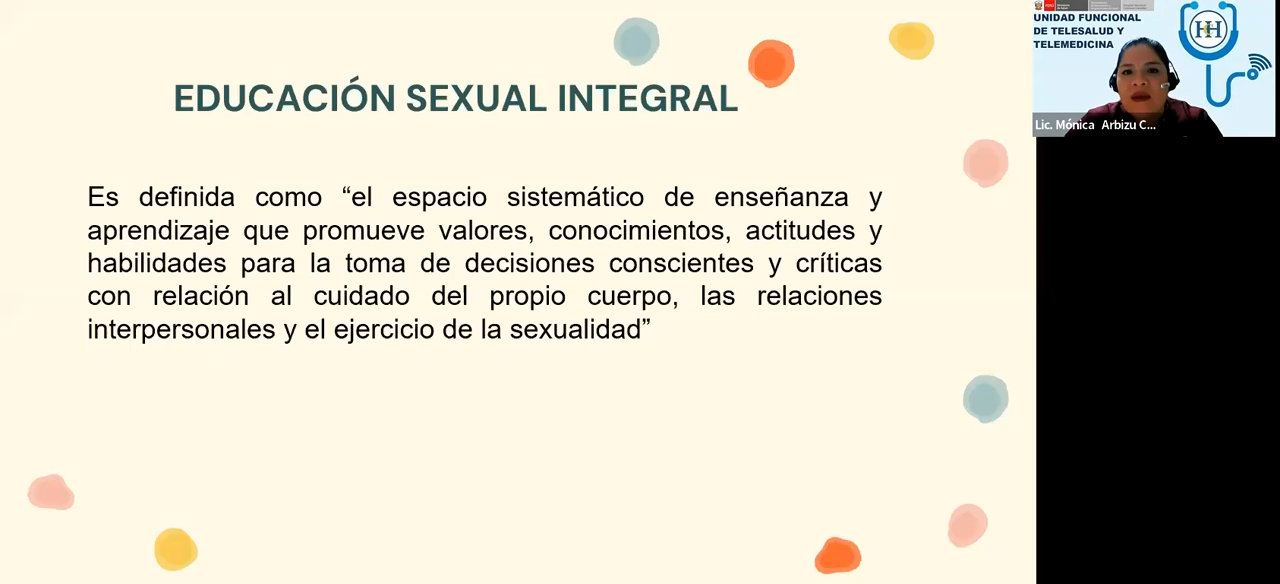 EDUCACIÓN SEXUAL INTEGRAL
Es definida como “el espacio sistemático de enseñanza y
aprendizaje que promueve valores, conocimientos, actitudes y
habilidades para la toma de decisiones conscientes y críticas
con relación al cuidado del propio cuerpo, las relaciones
interpersonales y el ejercicio de la sexualidad”
UNIDAD FUNCIONAL
DE TELESALUD Y
TELEMEDICINA
HH
Lic. Mónica Arbizu C...